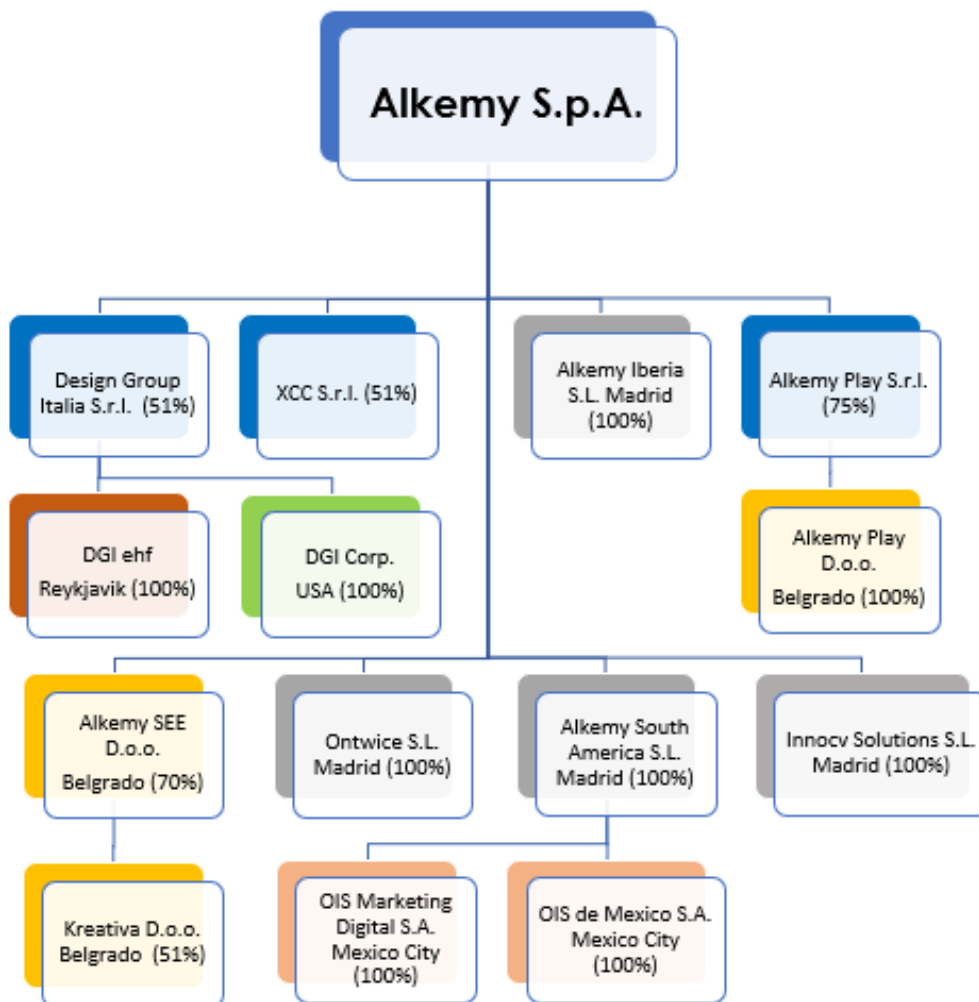 Alkemy S.p.A.
Design Group
Italia S.r.l. (51%)
XCC S.r.l. (51%)
Alkemy Iberia
S.L. Madrid
(100%)
Alkemy Play S.r.l.
(75%)
DGI ehf
Reykjavik (100%)
DGI Corp.
USA (100%)
Alkemy Play
D.o.o.
Belgrado (100%)
Alkemy SEE
D.o.o.
Belgrado (70%)
Ontwice S.L.
Madrid (100%)
Alkemy South
America S.L.
Madrid (100%)
Innocv Solutions S.L.
Madrid (100%)
Kreativa D.o.o.
Belgrado (51%)
OIS Marketing
Digital S.A.
Mexico City
(100%)
OIS de Mexico S.A.
Mexico City
(100%)